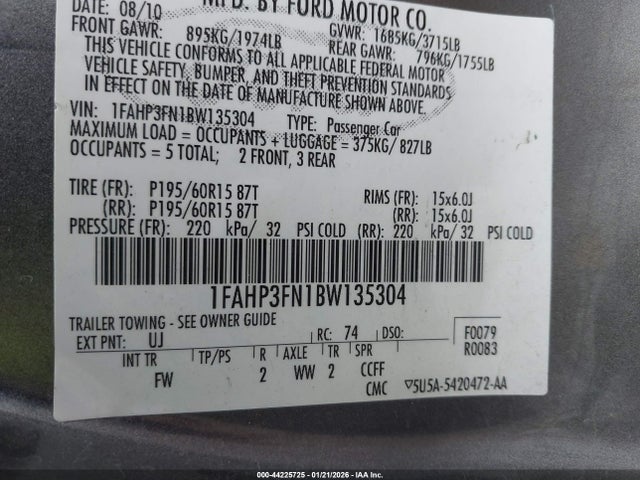 DATE: 08/10 MFD. BY FORD MOTOR CO.
FRONT GAWR: 895KG/1974LB GVWR: 1685KG/3715LB
REAR GAWR: 796KG/1755LB
THIS VEHICLE CONFORMS TO ALL APPLICABLE FEDERAL MOTOR
VEHICLE SAFETY, BUMPER, AND THEFT PREVENTION STANDARDS
IN EFFECT ON THE DATE OF MANUFACTURE SHOWN ABOVE.
VIN: 1FAHP3FN1BW135304 TYPE: Passenger Car
MAXIMUM LOAD = OCCUPANTS + LUGGAGE = 375KG/ 827LB
OCCUPANTS = 5 TOTAL; 2 FRONT, 3 REAR
TIRE (FR): P195/60R15 87T RIMS (FR): 15x6.0J
(RR): P195/60R15 87T (RR): 15x6.0J
PRESSURE (FR): 220 kPa/ 32 PSI COLD (RR): 220 kPa/ 32 PSI COLD
1FAHP3FN1BW135304
TRAILER TOWING - SEE OWNER GUIDE
EXT PNT: UJ RC: 74 DSO: F0079
R0083
INT TR TP/PS R AXLE TR SPR
FW 2 WW 2 CCFF
CMC ▽5U5A-5420472-AA
000-44225725 - 01/21/2026 - IAA Inc.